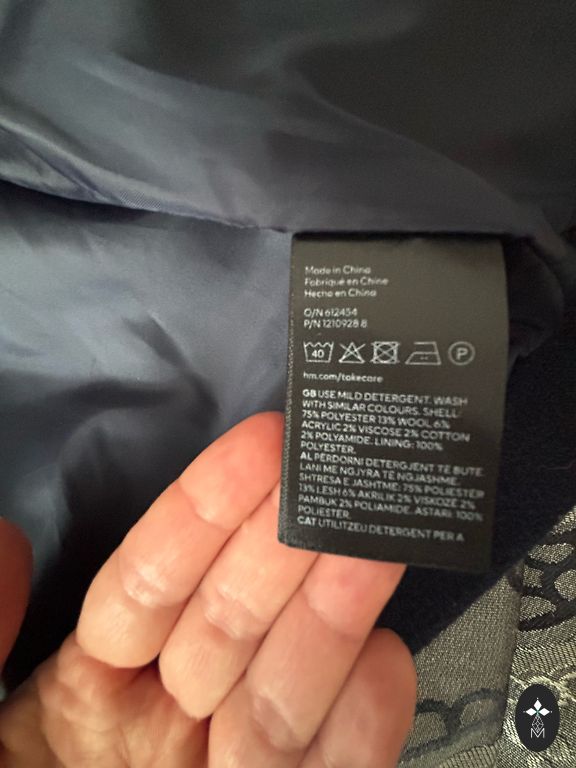 Made in China
Fabriqué en Chine
Hecho en China
O/N 612454
P/N 1210928.8
40
P
hm.com/takecare
GB USE MILD DETERGENT. WASH
WITH SIMILAR COLOURS. SHELL:
75% POLYESTER 13% WOOL 6%
ACRYLIC 2% VISCOSE 2% COTTON
2% POLYAMIDE. LINING: 100%
POLYESTER.
AL PERDORNI DETERGJENT TË BUTE.
LANI ME NGJYRA TË NGJASHME.
SHTRESA E JASHTME: 75% POLIESTER
13% LESH 6% AKRILIK 2% VISKOZË 2%
PAMBUK 2% POLIAMIDE. ASTARI: 100%
POLIESTER.
CAT UTILITZEU DETERGENT PER A
M